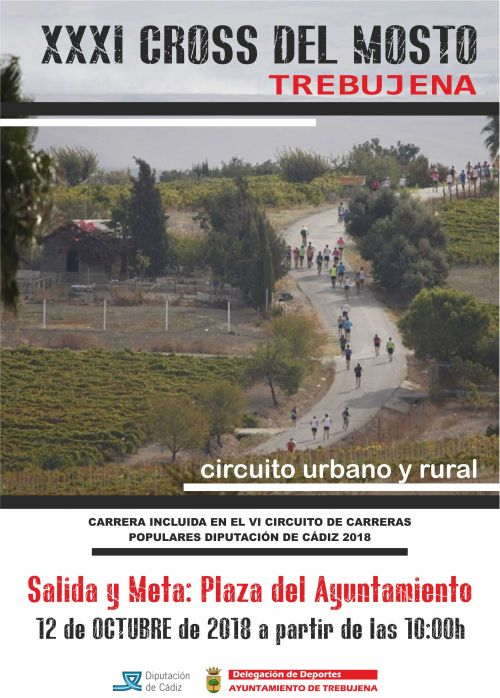 XXXI CROSS DEL MOSTO
TREBUJENA
circuito urbano y rural
CARRERA INCLUIDA EN EL VI CIRCUITO DE CARRERAS
POPULARES DIPUTACIÓN DE CÁDIZ 2018
Salida y Meta: Plaza del Ayuntamiento
12 de OCTUBRE de 2018 a partir de las 10:00h
Diputación
de Cádiz
Delegación de Deportes
AYUNTAMIENTO DE TREBUJENA